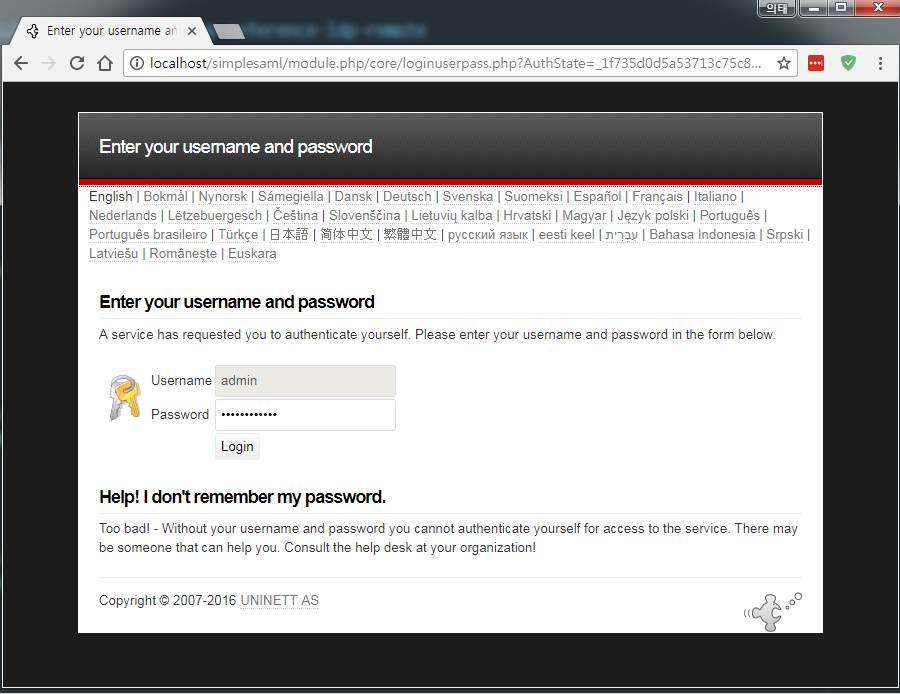 의태
Enter your username an
localhost/simplesaml/module.php/core/loginuserpass.php?AuthState=_1f735d0d5a53713c75c8...
Enter your username and password
English | Bokmål | Nynorsk | Sámegiella | Dansk | Deutsch | Svenska | Suomeksi | Español | Français | Italiano |
Nederlands | Lëtzebuergesch | Čeština | Slovenščina | Lietuvių kalba | Hrvatski | Magyar | Język polski | Português |
Português brasileiro | Türkçe | 日本語 | 简体中文 | 繁體中文 | русский язык | eesti keel | עִבְרִית | Bahasa Indonesia | Srpski |
Latviešu | Românește | Euskara
Enter your username and password
A service has requested you to authenticate yourself. Please enter your username and password in the form below.
Username admin
Password ••••••••••••
Login
Help! I don't remember my password.
Too bad! - Without your username and password you cannot authenticate yourself for access to the service. There may
be someone that can help you. Consult the help desk at your organization!
Copyright © 2007-2016 UNINETT AS